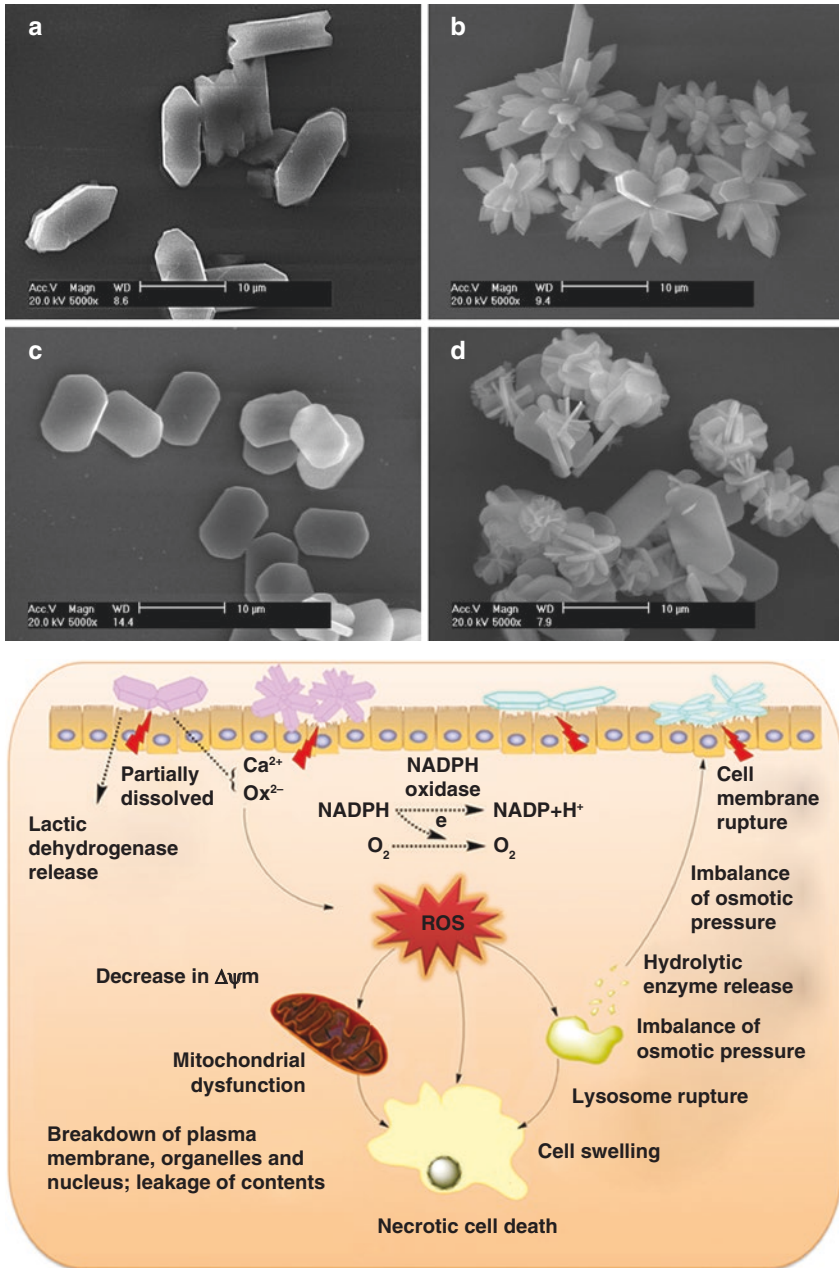 a
Acc.V Magn WD 10 µm
20.0 kV 5000x 8.6
b
Acc.V Magn WD 10 µm
20.0 kV 5000x 9.4
c
Acc.V Magn WD 10 µm
20.0 kV 5000x 14.4
d
Acc.V Magn WD 10 µm
20.0 kV 5000x 7.9
Partially
dissolved
Ca²⁺
Ox²⁻
Lactic
dehydrogenase
release
NADPH
oxidase
NADPH
NADP+H⁺
e
O₂
O₂
Cell
membrane
rupture
Imbalance
of osmotic
pressure
ROS
Hydrolytic
enzyme release
Decrease in Δψm
Imbalance of
osmotic pressure
Mitochondrial
dysfunction
Lysosome rupture
Breakdown of plasma
membrane, organelles and
nucleus; leakage of contents
Cell swelling
Necrotic cell death